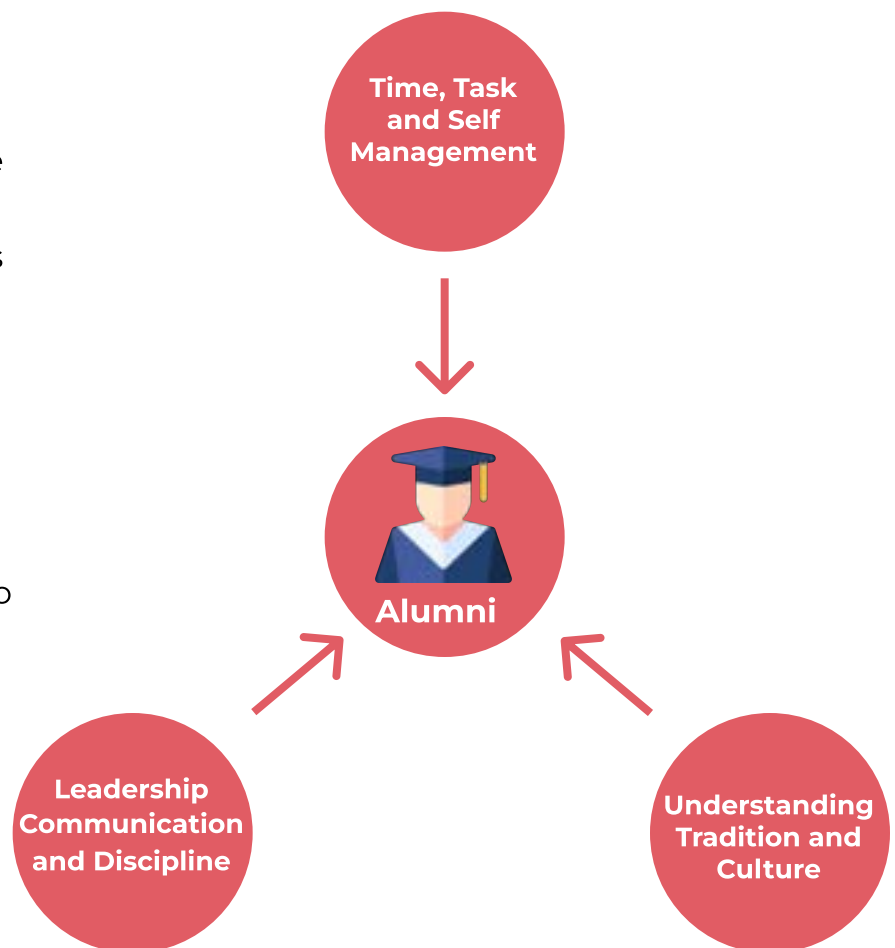 Time, Task
and Self
Management
e
s
Alumni
o
Leadership
Communication
and Discipline
Understanding
Tradition and
Culture